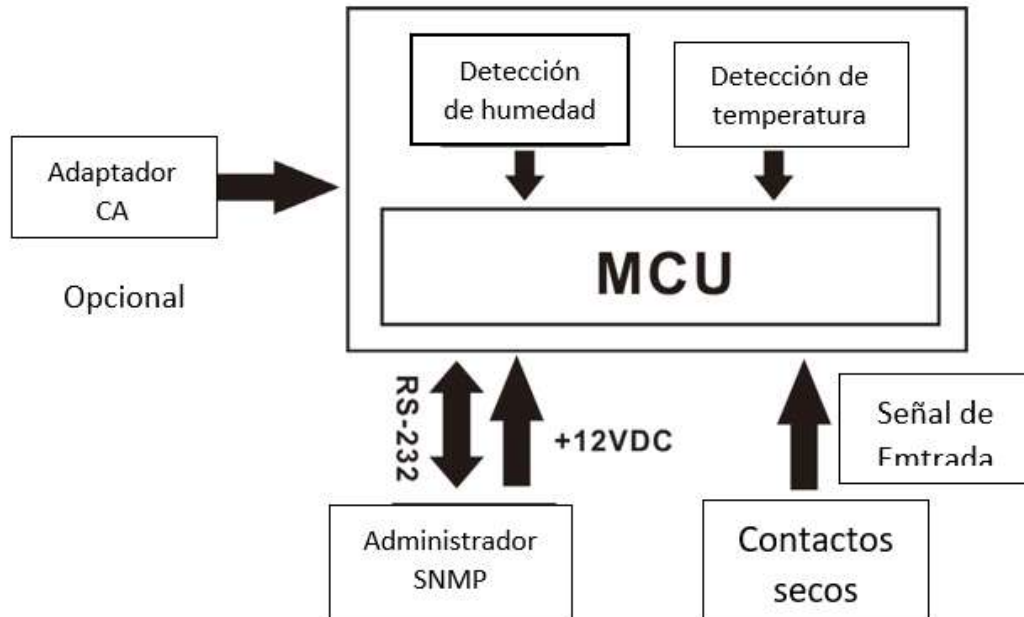 Detección
de humedad
Detección de
temperatura
Adaptador
CA
Opcional
MCU
RS-232
+12VDC
Señal de
Emtrada
Administrador
SNMP
Contactos
secos